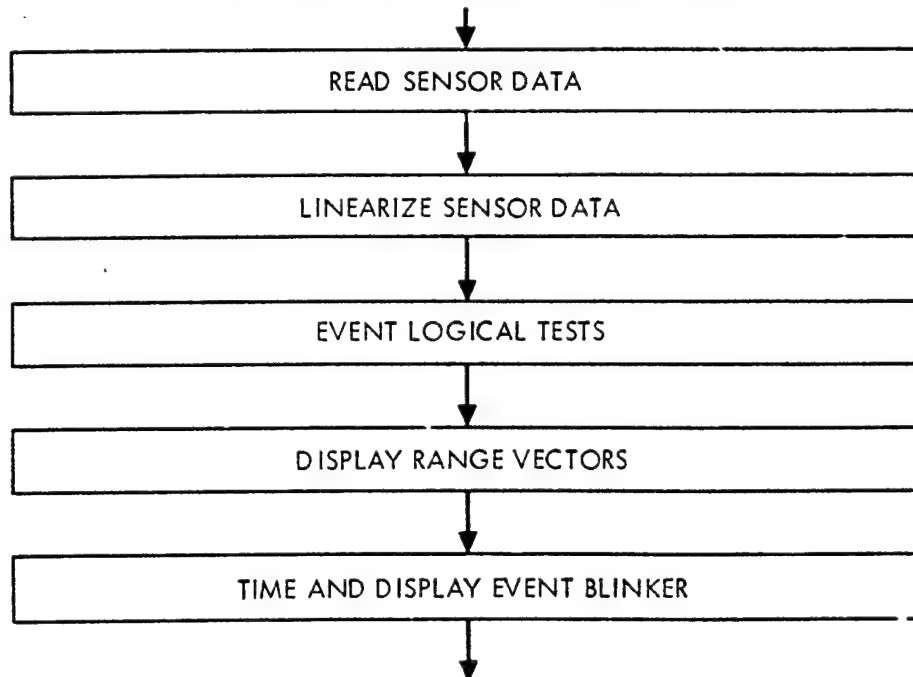 READ SENSOR DATA
LINEARIZE SENSOR DATA
EVENT LOGICAL TESTS
DISPLAY RANGE VECTORS
TIME AND DISPLAY EVENT BLINKER